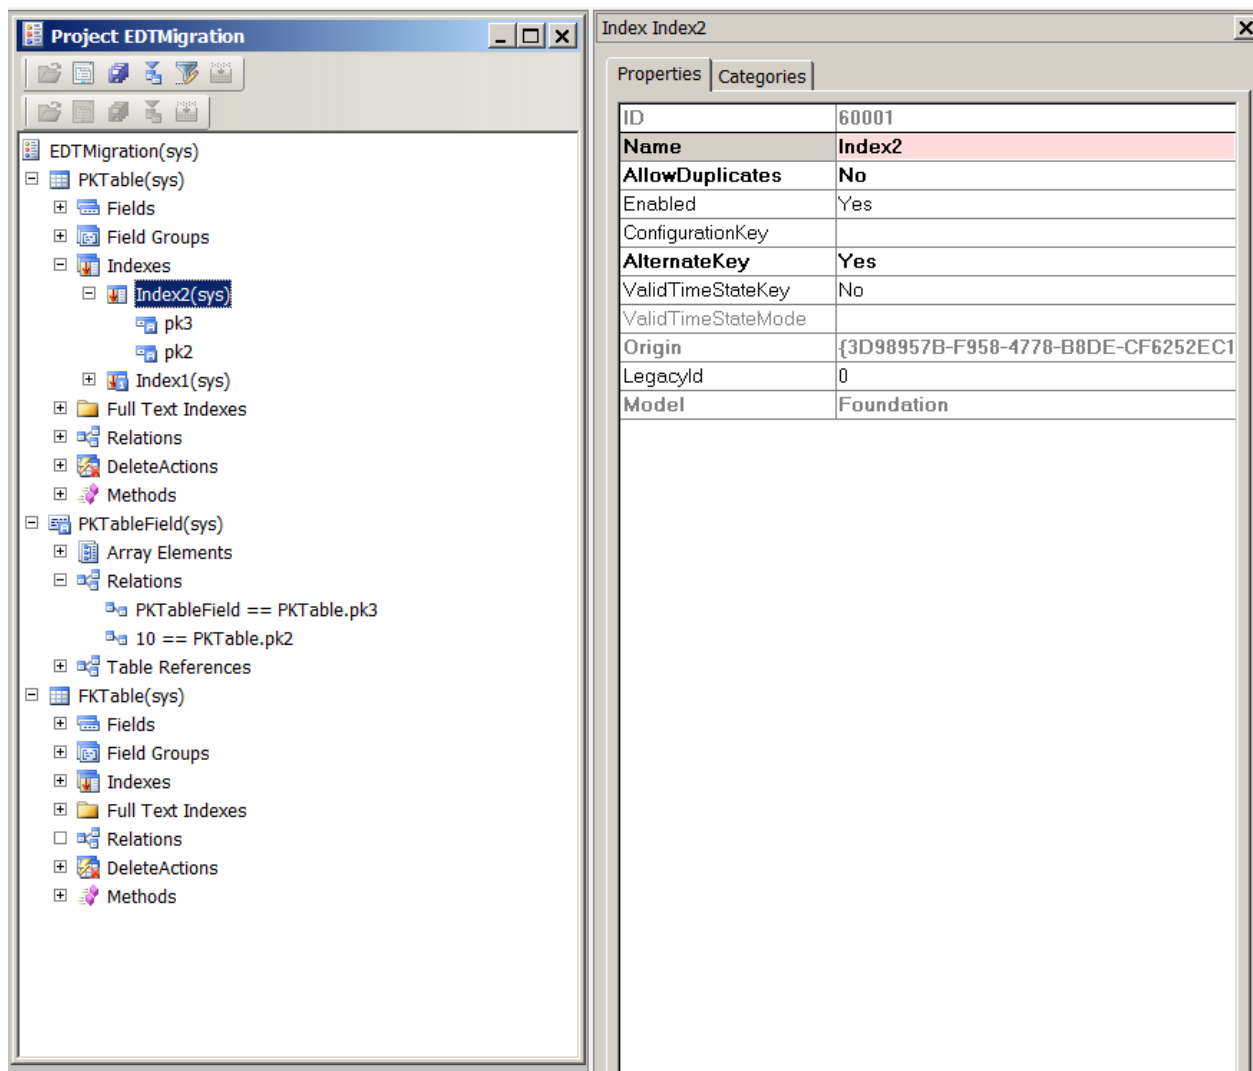 Project EDTMigration
EDTMigration(sys)
PKTable(sys)
Fields
Field Groups
Indexes
Index2(sys)
pk3
pk2
Index1(sys)
Full Text Indexes
Relations
DeleteActions
Methods
PKTableField(sys)
Array Elements
Relations
PKTableField == PKTable.pk3
10 == PKTable.pk2
Table References
FKTable(sys)
Fields
Field Groups
Indexes
Full Text Indexes
Relations
DeleteActions
Methods
Index Index2
Properties Categories
ID 60001
Name Index2
AllowDuplicates No
Enabled Yes
ConfigurationKey
AlternateKey Yes
ValidTimeStateKey No
ValidTimeStateMode
Origin {3D98957B-F958-4778-B8DE-CF6252EC1
LegacyId 0
Model Foundation